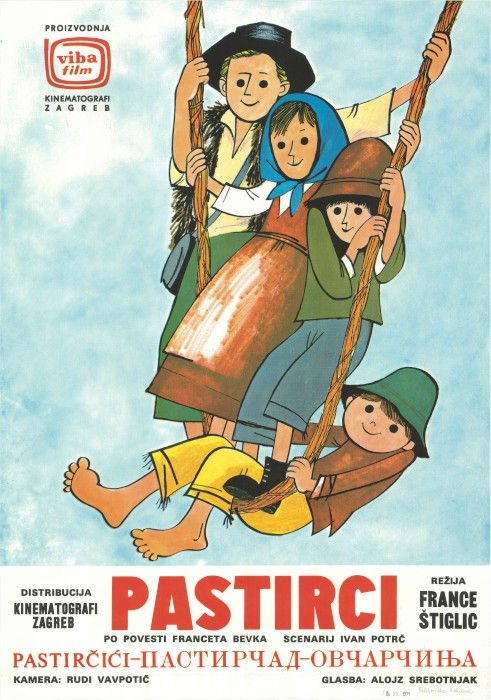 PROIZVODNJA
viba
film
KINEMATOGRAFI
ZAGREB
DISTRIBUCIJA
KINEMATOGRAFI
ZAGREB
PASTIRCI
REŽIJA
FRANCE
ŠTIGLIC
PO POVESTI FRANCETA BEVKA SCENARIJ IVAN POTRČ
PASTIRČIĆI-ПАСТИРЧАД-ОВЧАРЧИЊА
KAMERA: RUDI VAVPOTIČ GLASBA: ALOJZ SREBOTNJAK